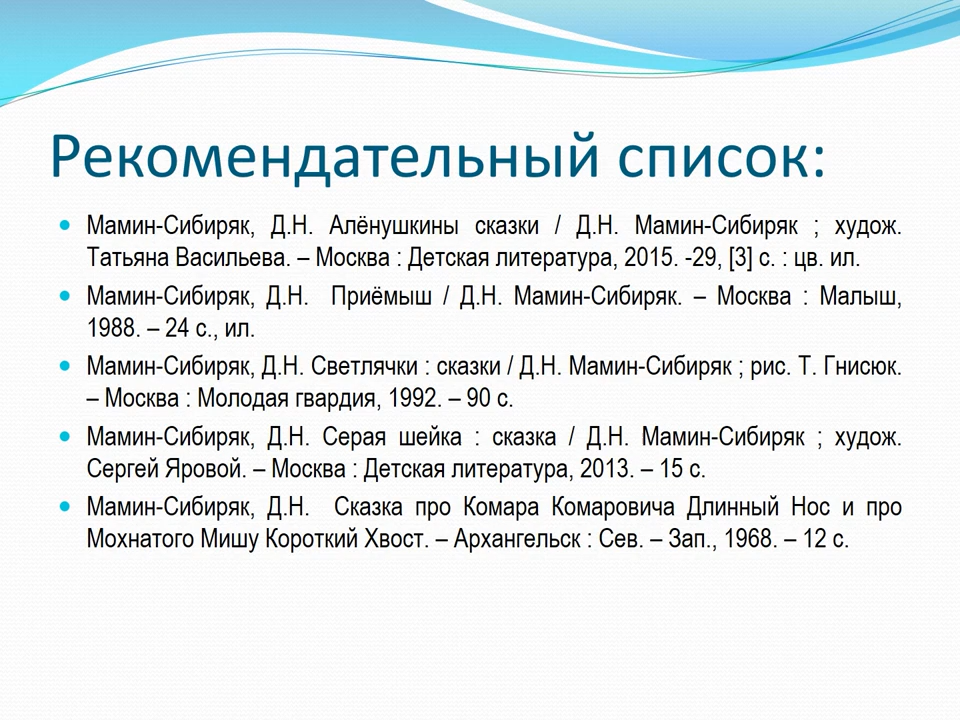 Рекомендательный список:
Мамин-Сибиряк, Д.Н. Алёнушкины сказки / Д.Н. Мамин-Сибиряк ; худож.
Татьяна Васильева. – Москва : Детская литература, 2015. -29, [3] с. : цв. ил.
Мамин-Сибиряк, Д.Н. Приёмыш / Д.Н. Мамин-Сибиряк. – Москва : Малыш,
1988. – 24 с., ил.
Мамин-Сибиряк, Д.Н. Светлячки : сказки / Д.Н. Мамин-Сибиряк ; рис. Т. Гнисюк.
– Москва : Молодая гвардия, 1992. – 90 с.
Мамин-Сибиряк, Д.Н. Серая шейка : сказка / Д.Н. Мамин-Сибиряк ; худож.
Сергей Яровой. – Москва : Детская литература, 2013. – 15 с.
Мамин-Сибиряк, Д.Н. Сказка про Комара Комаровича Длинный Нос и про
Мохнатого Мишу Короткий Хвост. – Архангельск : Сев. – Зап., 1968. – 12 с.